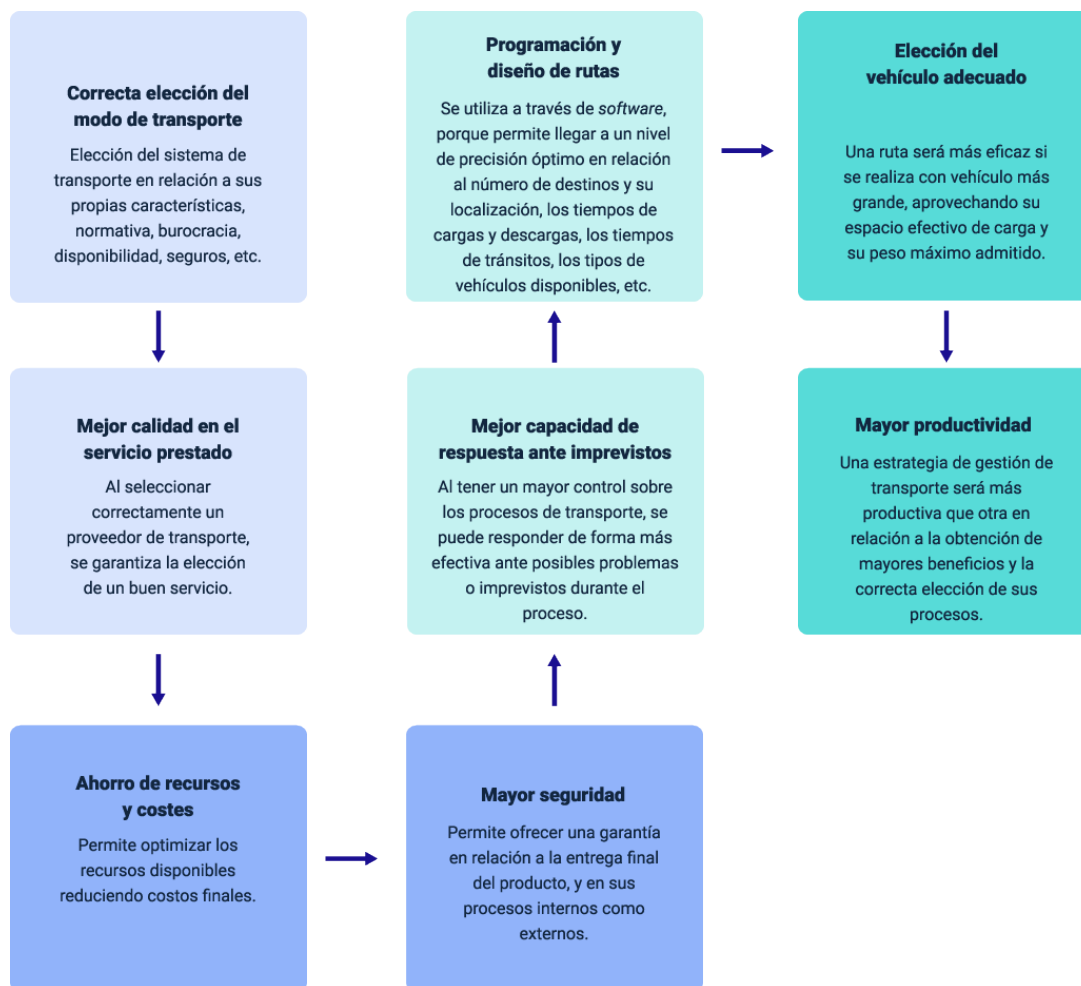 Correcta elección del
modo de transporte
Elección del sistema de
transporte en relación a sus
propias características,
normativa, burocracia,
disponibilidad, seguros, etc.
Mejor calidad en el
servicio prestado
Al seleccionar
correctamente un
proveedor de transporte,
se garantiza la elección
de un buen servicio.
Ahorro de recursos
y costes
Permite optimizar los
recursos disponibles
reduciendo costos finales.
Mayor seguridad
Permite ofrecer una garantía
en relación a la entrega final
del producto, y en sus
procesos internos como
externos.
Mejor capacidad de
respuesta ante imprevistos
Al tener un mayor control sobre
los procesos de transporte, se
puede responder de forma más
efectiva ante posibles problemas
o imprevistos durante el
proceso.
Programación y
diseño de rutas
Se utiliza a través de software,
porque permite llegar a un nivel
de precisión óptimo en relación
al número de destinos y su
localización, los tiempos de
cargas y descargas, los tiempos
de tránsitos, los tipos de
vehículos disponibles, etc.
Elección del
vehículo adecuado
Una ruta será más eficaz si
se realiza con vehículo más
grande, aprovechando su
espacio efectivo de carga y
su peso máximo admitido.
Mayor productividad
Una estrategia de gestión de
transporte será más
productiva que otra en
relación a la obtención de
mayores beneficios y la
correcta elección de sus
procesos.